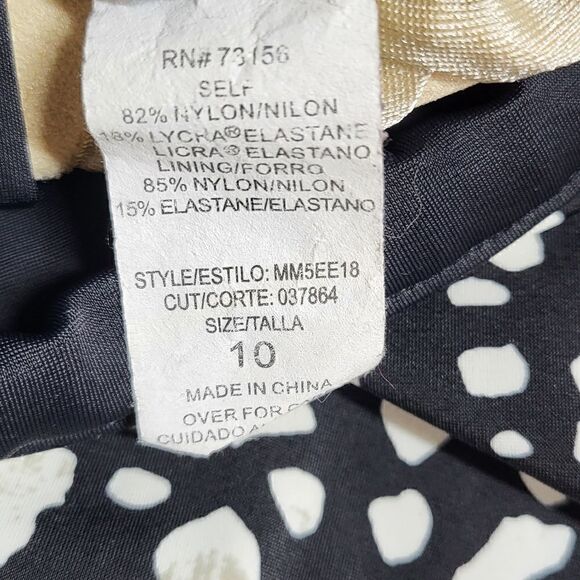 RN# 73156
SELF
82% NYLON/NILON
18% LYCRA® ELASTANE
LICRA® ELASTANO
LINING/FORRO
85% NYLON/NILON
15% ELASTANE/ELASTANO
STYLE/ESTILO: MM5EE18
CUT/CORTE: 037864
SIZE/TALLA
10
MADE IN CHINA
OVER FOR
CUIDADO